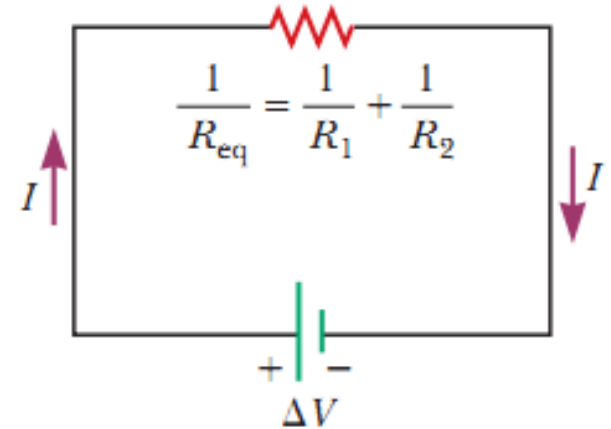 1/R_eq = 1/R_1 + 1/R_2
I
I
+ −
ΔV